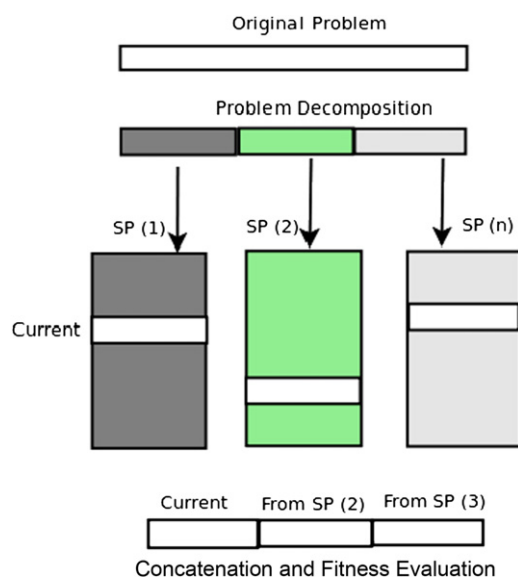 Original Problem
Problem Decomposition
SP (1)
SP (2)
SP (n)
Current
Current
From SP (2)
From SP (3)
Concatenation and Fitness Evaluation